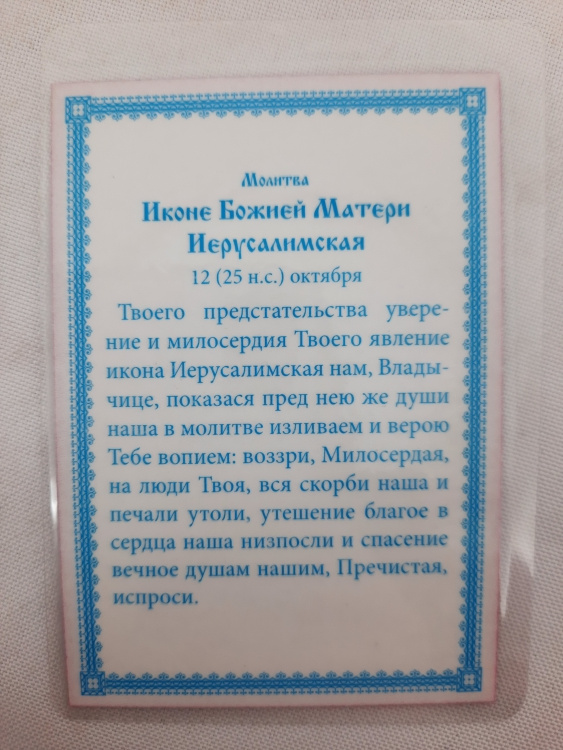 Молитва
Иконе Божией Матери
Иерусалимская
12 (25 н.с.) октября
Твоего предстательства увере-
ние и милосердия Твоего явление
икона Иерусалимская нам, Влады-
чице, показася пред нею же души
наша в молитве изливаем и верою
Тебе вопием: воззри, Милосердая,
на люди Твоя, вся скорби наша и
печали утоли, утешение благое в
сердца наша низпосли и спасение
вечное душам нашим, Пречистая,
испроси.